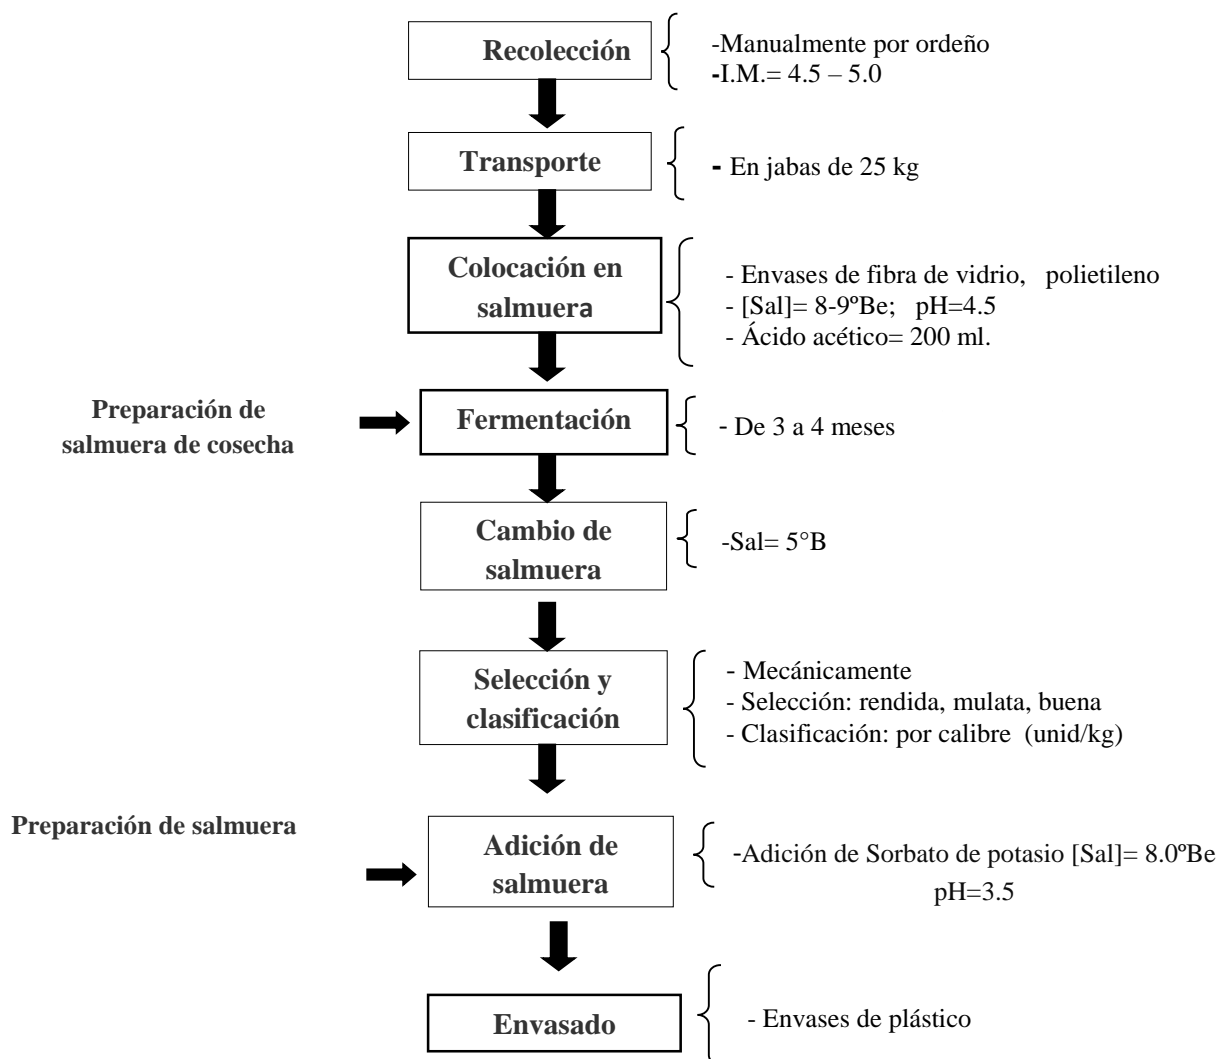 Recolección
-Manualmente por ordeño
-I.M.= 4.5 – 5.0
Transporte
- En jabas de 25 kg
Colocación en
salmuera
- Envases de fibra de vidrio, polietileno
- [Sal]= 8-9ºBe; pH=4.5
- Ácido acético= 200 ml.
Preparación de
salmuera de cosecha
Fermentación
- De 3 a 4 meses
Cambio de
salmuera
-Sal= 5°B
Selección y
clasificación
- Mecánicamente
- Selección: rendida, mulata, buena
- Clasificación: por calibre (unid/kg)
Preparación de salmuera
Adición de
salmuera
-Adición de Sorbato de potasio [Sal]= 8.0ºBe
pH=3.5
Envasado
- Envases de plástico